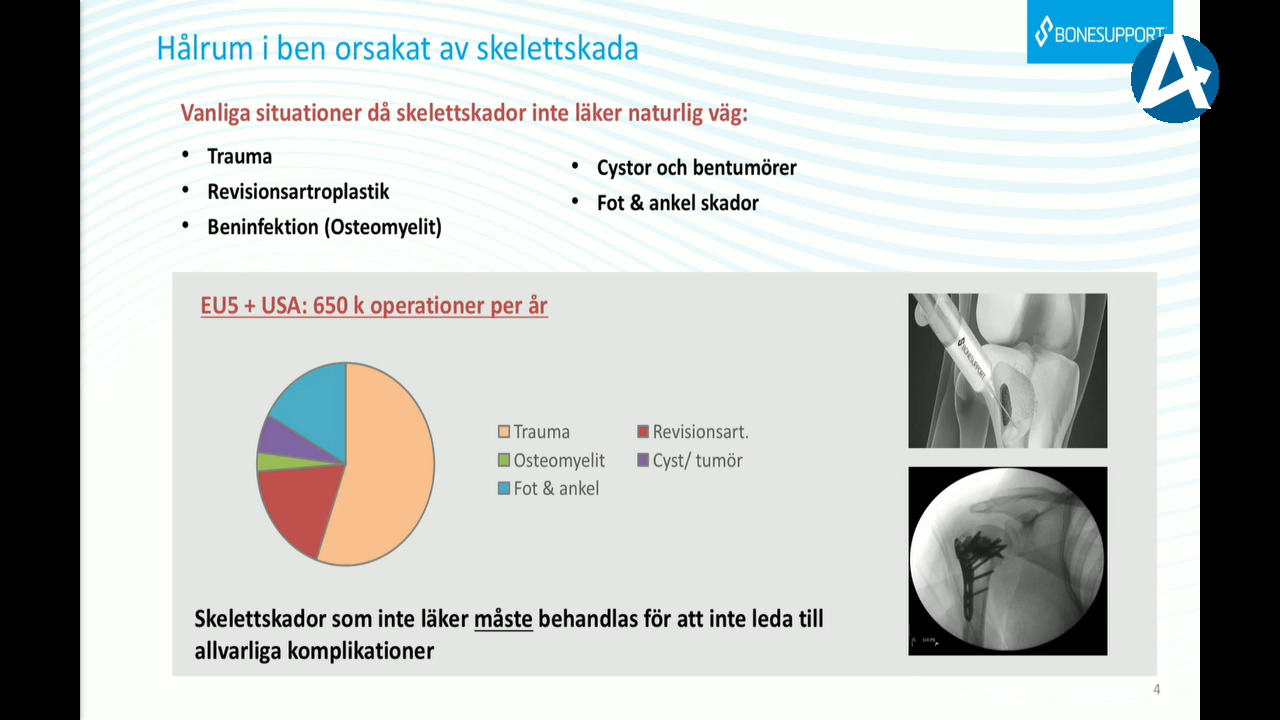 Hålrum i ben orsakat av skelettskada
BONESUPPORT
Vanliga situationer då skelettskador inte läker naturlig väg:
• Trauma
• Revisionsartroplastik
• Beninfektion (Osteomyelit)
• Cystor och bentumörer
• Fot & ankel skador
EU5 + USA: 650 k operationer per år
Trauma
Revisionsart.
Osteomyelit
Cyst/ tumör
Fot & ankel
BONESUPPORT
Skelettskador som inte läker måste behandlas för att inte leda till
allvarliga komplikationer
4